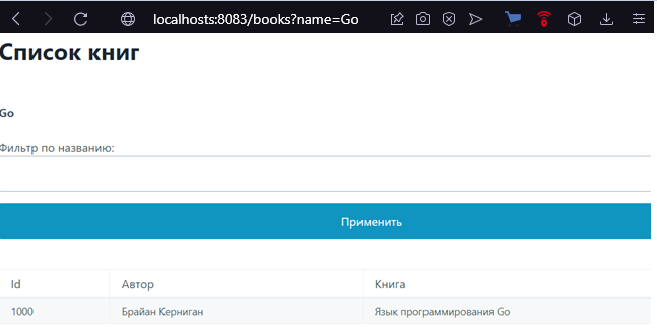 localhosts:8083/books?name=Go
Список книг
Go
Фильтр по названию:
Применить
Id Автор Книга
10000 Брайан Керниган Язык программирования Go